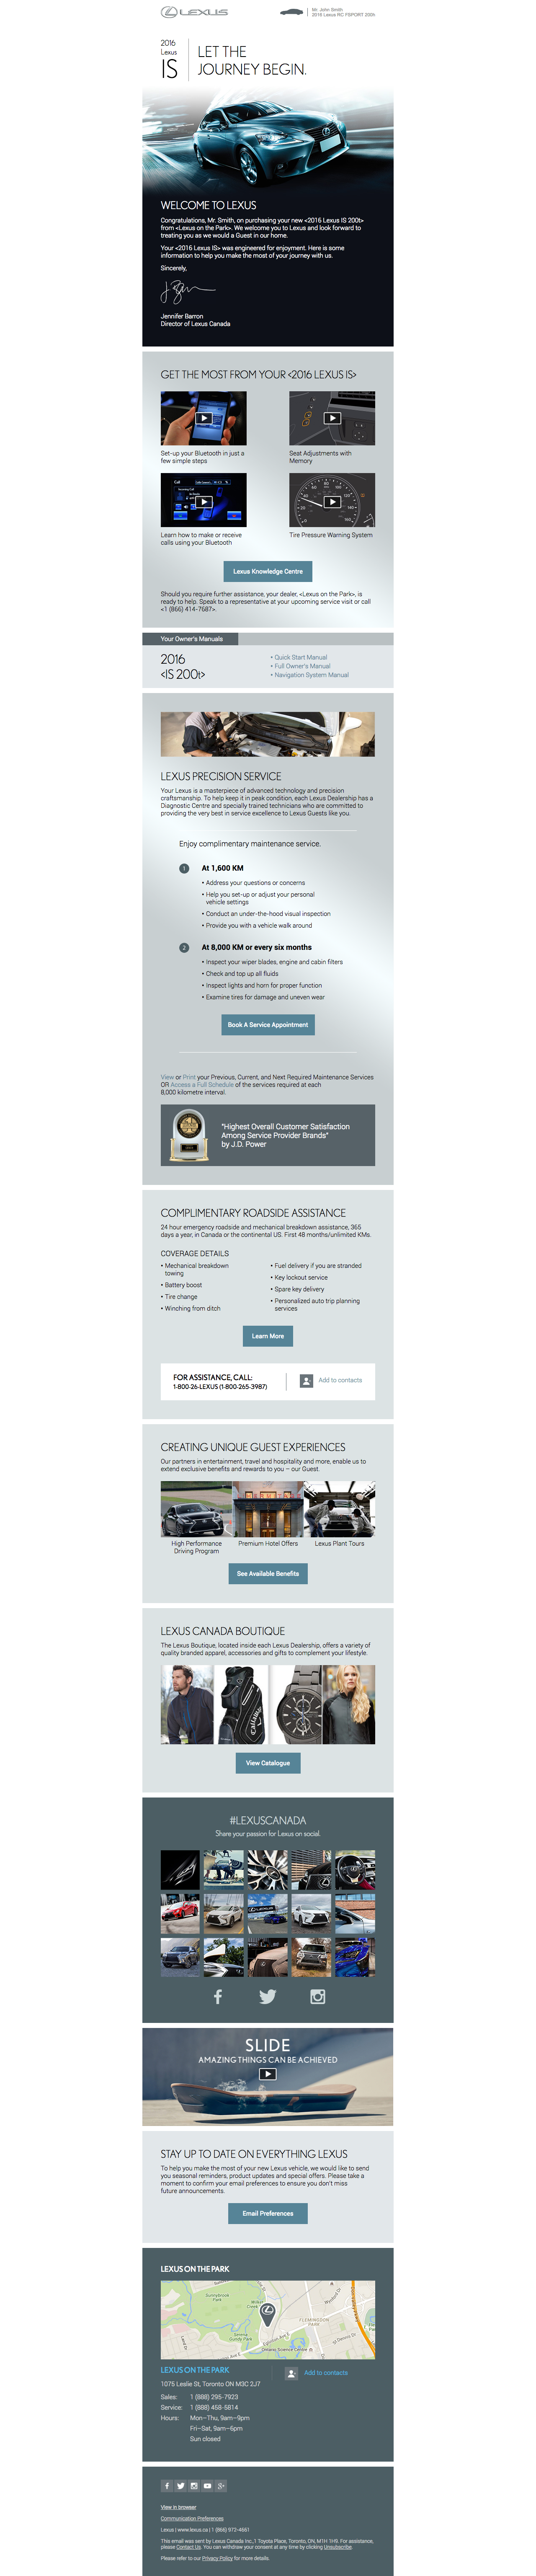 LEXUS
Mr. John Smith
2016 Lexus RC FSPORT 200t
2016
Lexus
IS
LET THE
JOURNEY BEGIN.
WELCOME TO LEXUS
Congratulations, Mr. Smith, on purchasing your new <2016 Lexus IS 200t>
from <Lexus on the Park>. We welcome you to Lexus and look forward to
treating you as we would a Guest in our home.
Your <2016 Lexus IS> was engineered for enjoyment. Here is some
information to help you make the most of your journey with us.
Sincerely,
Jennifer Barron
Director of Lexus Canada
GET THE MOST FROM YOUR <2016 LEXUS IS>
Set-up your Bluetooth in just a
few simple steps
Seat Adjustments with
Memory
Call
Learn how to make or receive
calls using your Bluetooth
Tire Pressure Warning System
Lexus Knowledge Centre
Should you require further assistance, your dealer, <Lexus on the Park>, is
ready to help. Speak to a representative at your upcoming service visit or call
<1 (866) 414-7687>.
Your Owner's Manuals
2016
<IS 200t>
• Quick Start Manual
• Full Owner's Manual
• Navigation System Manual
LEXUS PRECISION SERVICE
Your Lexus is a masterpiece of advanced technology and precision
craftsmanship. To help keep it in peak condition, each Lexus Dealership has a
Diagnostic Centre and specially trained technicians who are committed to
providing the very best in service excellence to Lexus Guests like you.
Enjoy complimentary maintenance service.
1
At 1,600 KM
• Address your questions or concerns
• Help you set-up or adjust your personal
vehicle settings
• Conduct an under-the-hood visual inspection
• Provide you with a vehicle walk around
2
At 8,000 KM or every six months
• Inspect your wiper blades, engine and cabin filters
• Check and top up all fluids
• Inspect lights and horn for proper function
• Examine tires for damage and uneven wear
Book A Service Appointment
View or Print your Previous, Current, and Next Required Maintenance Services
OR Access a Full Schedule of the services required at each
8,000 kilometre interval.
"Highest Overall Customer Satisfaction
Among Service Provider Brands"
by J.D. Power
COMPLIMENTARY ROADSIDE ASSISTANCE
24 hour emergency roadside and mechanical breakdown assistance, 365
days a year, in Canada or the continental US. First 48 months/unlimited KMs.
COVERAGE DETAILS
• Mechanical breakdown
towing
• Battery boost
• Tire change
• Winching from ditch
• Fuel delivery if you are stranded
• Key lockout service
• Spare key delivery
• Personalized auto trip planning
services
Learn More
FOR ASSISTANCE, CALL:
1-800-26-LEXUS (1-800-265-3987)
Add to contacts
CREATING UNIQUE GUEST EXPERIENCES
Our partners in entertainment, travel and hospitality and more, enable us to
extend exclusive benefits and rewards to you – our Guest.
High Performance
Driving Program
Premium Hotel Offers
Lexus Plant Tours
See Available Benefits
LEXUS CANADA BOUTIQUE
The Lexus Boutique, located inside each Lexus Dealership, offers a variety of
quality branded apparel, accessories and gifts to complement your lifestyle.
View Catalogue
#LEXUSCANADA
Share your passion for Lexus on social.
SLIDE
AMAZING THINGS CAN BE ACHIEVED
STAY UP TO DATE ON EVERYTHING LEXUS
To help you make the most of your new Lexus vehicle, we would like to send
you seasonal reminders, product updates and special offers. Please take a
moment to confirm your email preferences to ensure you don't miss
future announcements.
Email Preferences
LEXUS ON THE PARK
LEXUS ON THE PARK
Add to contacts
1075 Leslie St, Toronto ON M3C 2J7
Sales: 1 (888) 295-7923
Service: 1 (888) 458-5814
Hours: Mon–Thu, 9am–9pm
Fri–Sat, 9am–6pm
Sun closed
View in browser
Communication Preferences
Lexus | www.lexus.ca | 1 (866) 972-4661
This email was sent by Lexus Canada Inc.,1 Toyota Place, Toronto, ON, M1H 1H9. For assistance,
please Contact Us. You can withdraw your consent at any time by clicking Unsubscribe.
Please refer to our Privacy Policy for more details.